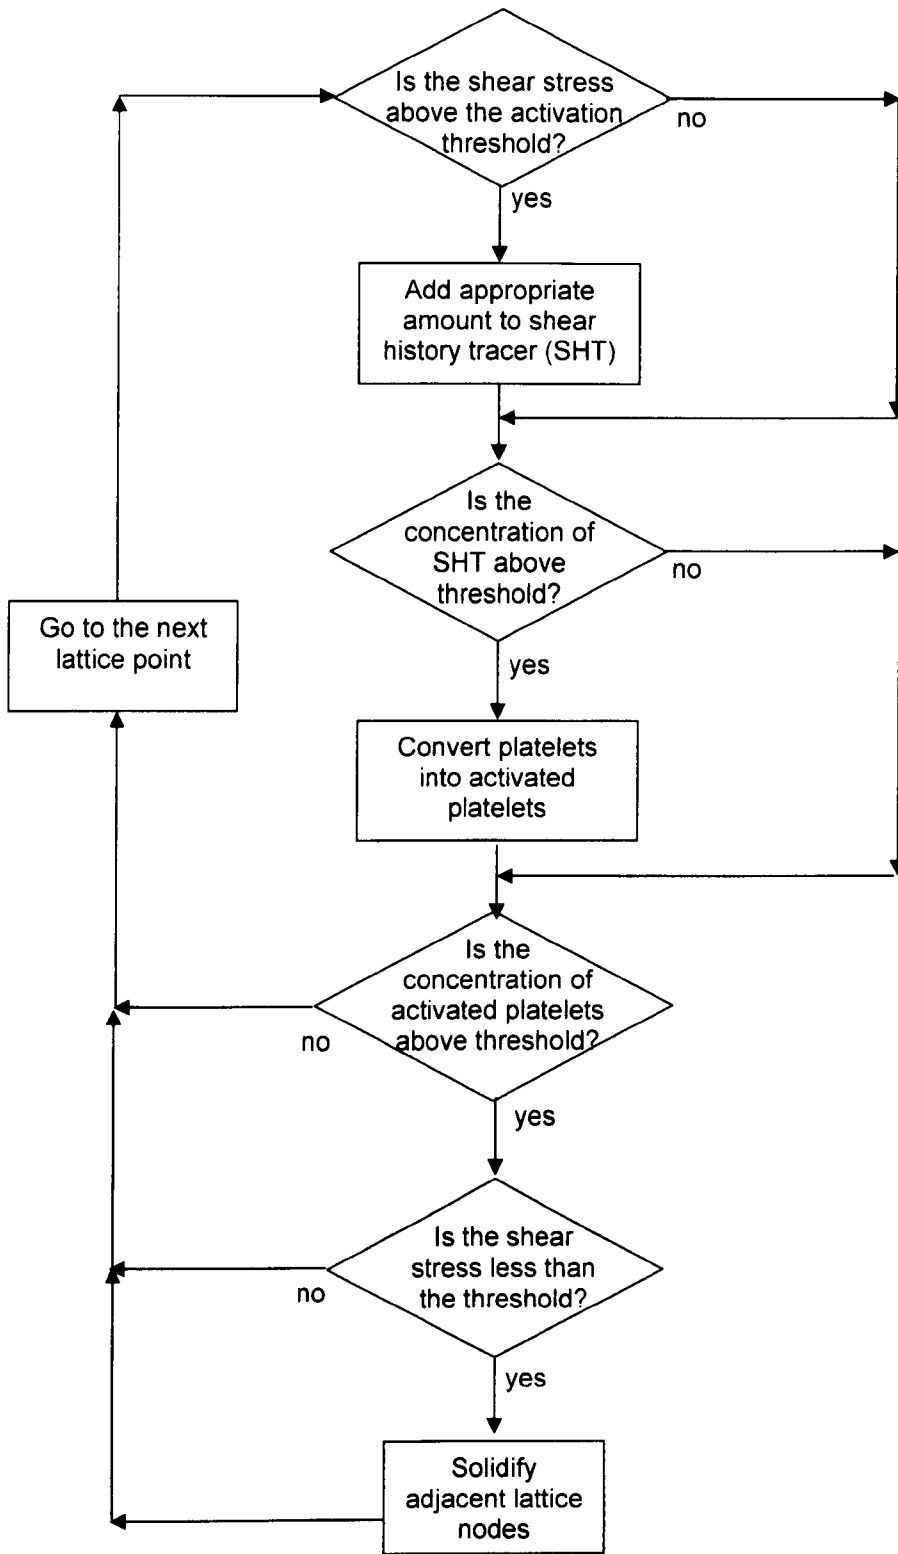 Is the shear stress
above the activation
threshold?
no
yes
Add appropriate
amount to shear
history tracer (SHT)
Is the
concentration of
SHT above
threshold?
no
yes
Go to the next
lattice point
Convert platelets
into activated
platelets
Is the
concentration of
activated platelets
above threshold?
no
yes
Is the shear
stress less than
the threshold?
no
yes
Solidify
adjacent lattice
nodes